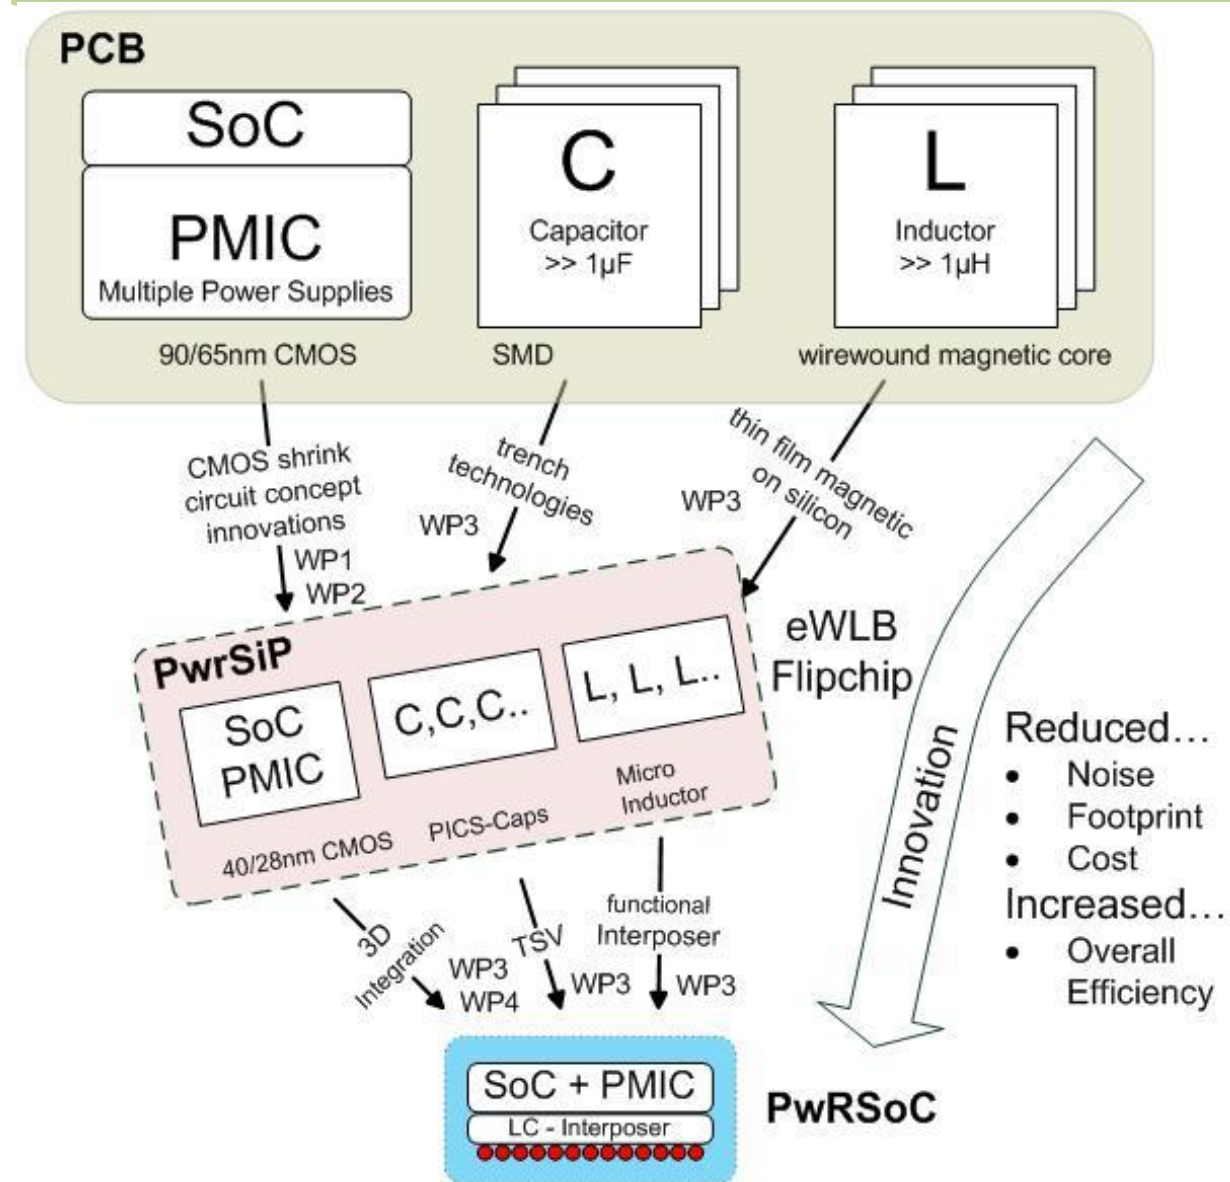 PCB
SoC
PMIC
Multiple Power Supplies
90/65nm CMOS
C
Capacitor
>> 1µF
SMD
L
Inductor
>> 1µH
wirewound magnetic core
CMOS shrink
circuit concept
innovations
WP1
WP2
trench
technologies
WP3
thin film magnetic
on silicon
WP3
PwrSiP
SoC
PMIC
40/28nm CMOS
C,C,C..
PICS-Caps
L, L, L..
Micro
Inductor
eWLB
Flipchip
Innovation
Reduced...
• Noise
• Footprint
• Cost
Increased...
• Overall
Efficiency
3D
Integration
WP3
WP4
TSV
WP3
functional
Interposer
WP3
SoC + PMIC
LC - Interposer
PwRSoC